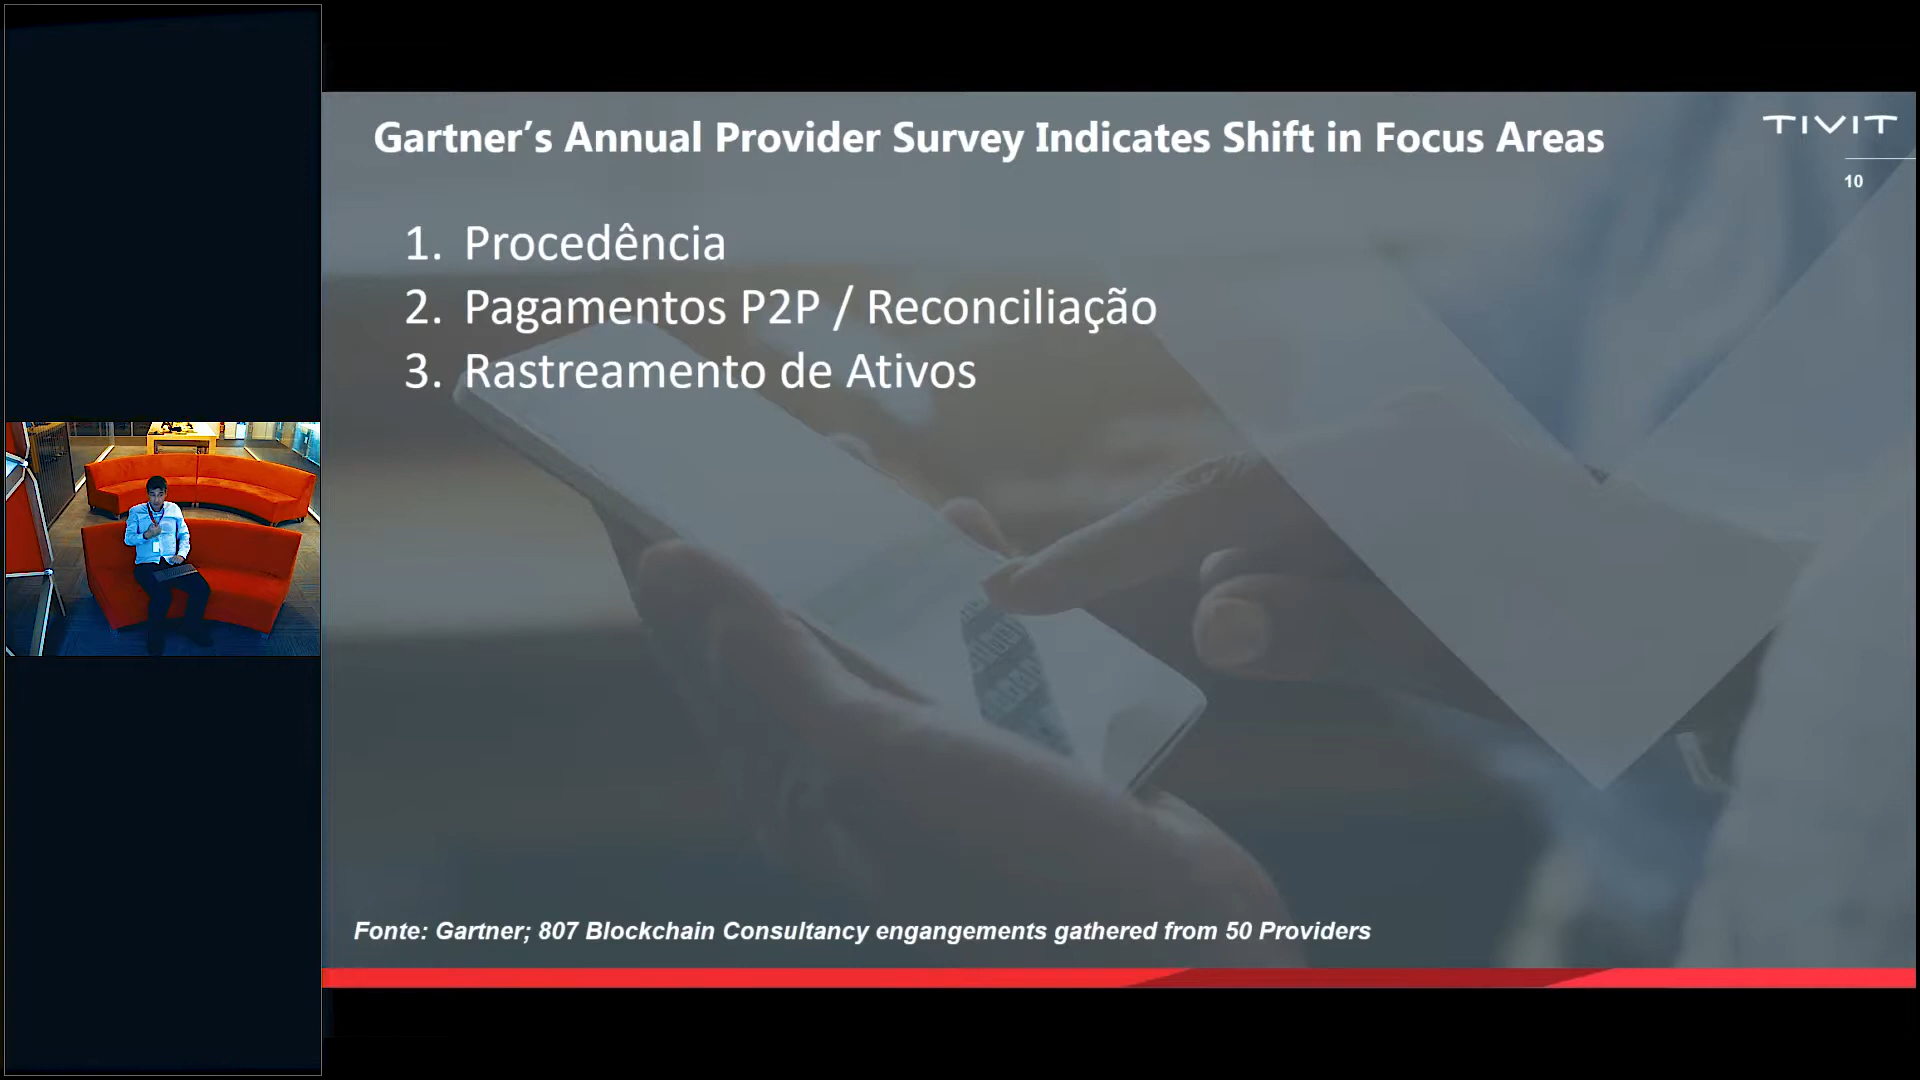 Gartner’s Annual Provider Survey Indicates Shift in Focus Areas
TIVIT
10
1. Procedência
2. Pagamentos P2P / Reconciliação
3. Rastreamento de Ativos
Fonte: Gartner; 807 Blockchain Consultancy engangements gathered from 50 Providers